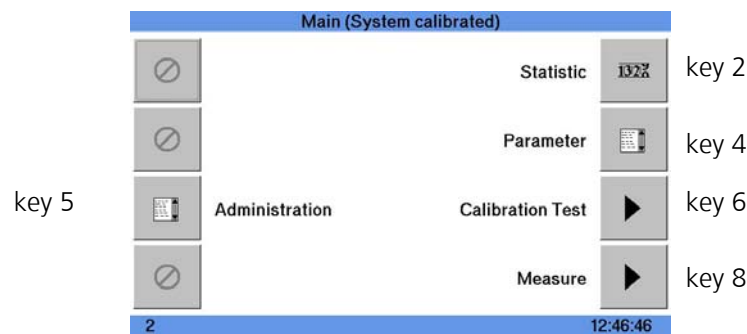 Main (System calibrated)
Statistic
key 2
Parameter
key 4
key 5
Administration
Calibration Test
key 6
Measure
key 8
2
12:46:46